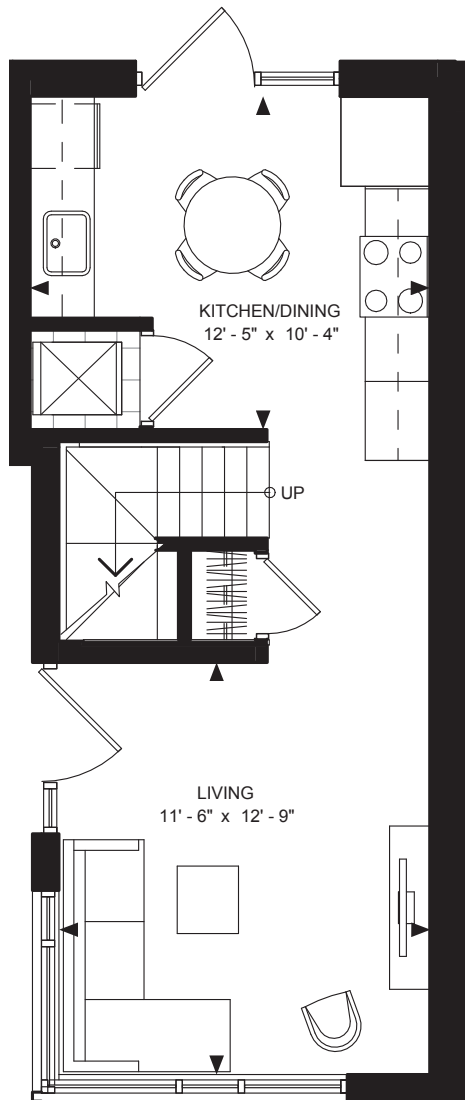 KITCHEN/DINING
12' - 5" x 10' - 4"
UP
LIVING
11' - 6" x 12' - 9"